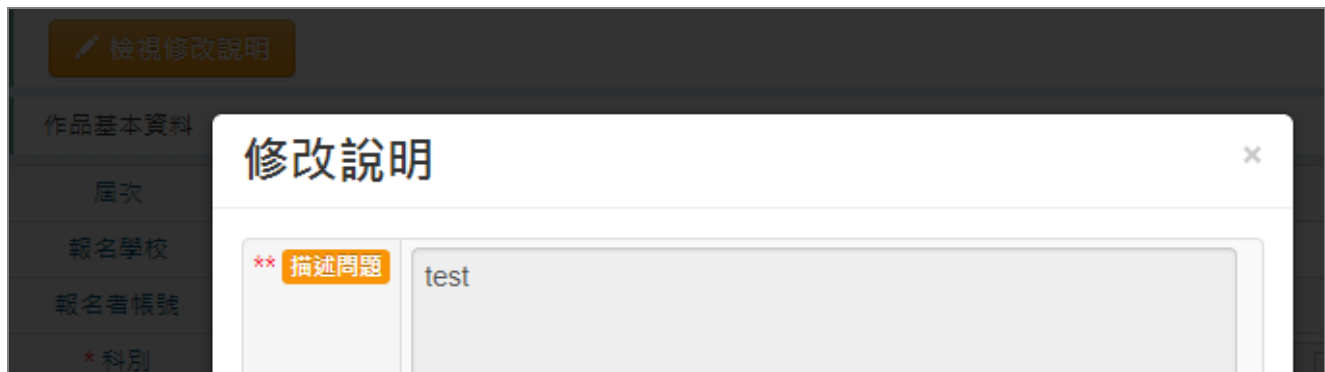 檢視修改說明
作品基本資料
修改說明
×
屆次
報名學校
** 描述問題
test
報名者帳號
* 科別